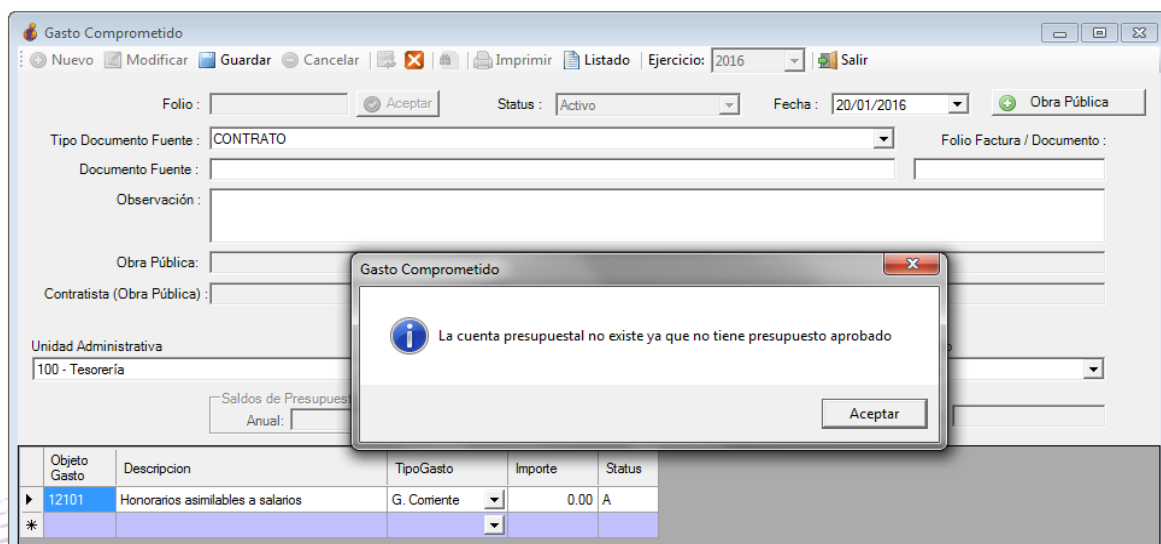 Gasto Comprometido
Nuevo Modificar Guardar Cancelar Imprimir Listado Ejercicio: 2016 Salir
Folio : Aceptar Status : Activo Fecha : 20/01/2016 Obra Pública
Tipo Documento Fuente : CONTRATO Folio Factura / Documento :
Documento Fuente :
Observación :
Obra Pública:
Contratista (Obra Pública) :
Gasto Comprometido
La cuenta presupuestal no existe ya que no tiene presupuesto aprobado
Aceptar
Unidad Administrativa
100 - Tesorería
Saldos de
Anual:
Objeto Gasto Descripcion TipoGasto Importe Status
12101 Honorarios asimilables a salarios G. Corriente 0.00 A